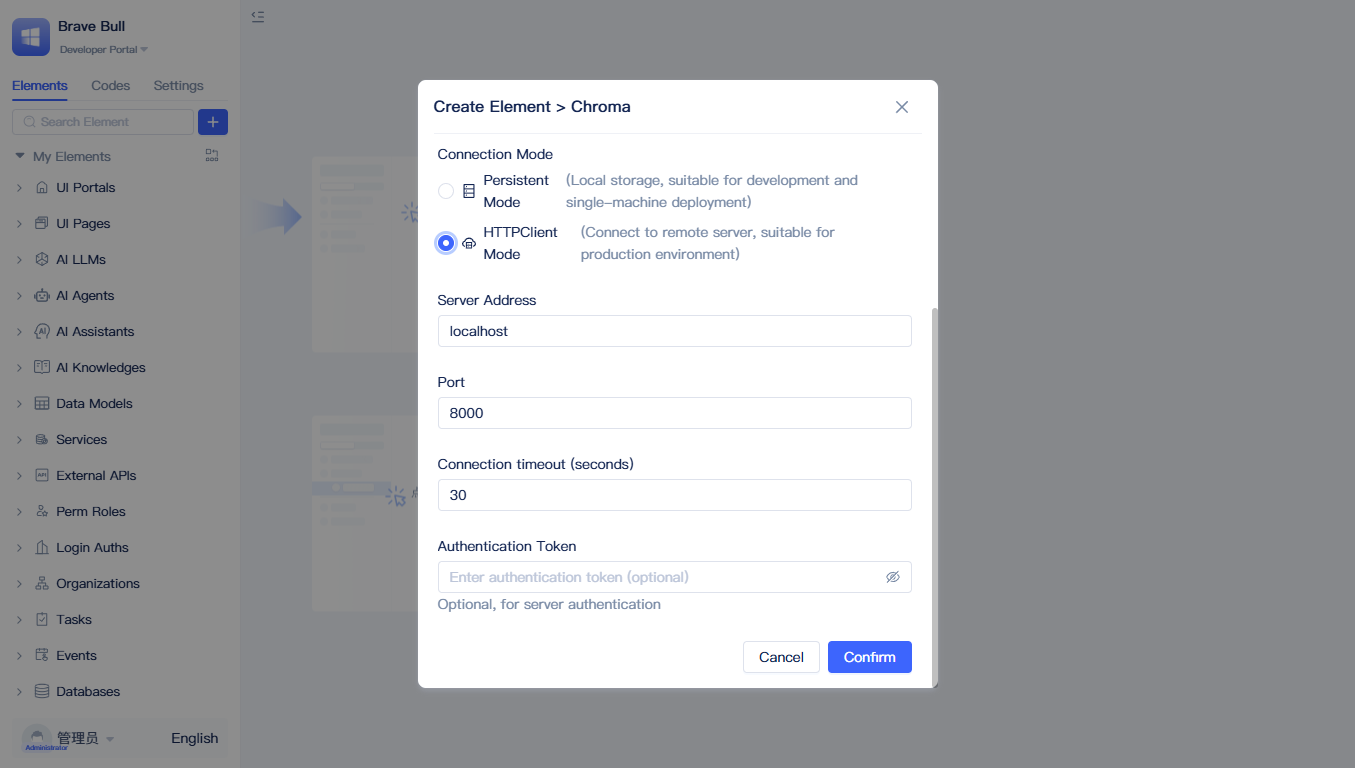 Brave Bull
Developer Portal
Elements Codes Settings
Search Element
My Elements
UI Portals
UI Pages
AI LLMs
AI Agents
AI Assistants
AI Knowledges
Data Models
Services
External APIs
Perm Roles
Login Auths
Organizations
Tasks
Events
Databases
管理员
Administrator
English
Create Element > Chroma
Connection Mode
Persistent Mode
(Local storage, suitable for development and
single-machine deployment)
HTTPClient Mode
(Connect to remote server, suitable for
production environment)
Server Address
localhost
Port
8000
Connection timeout (seconds)
30
Authentication Token
Enter authentication token (optional)
Optional, for server authentication
Cancel Confirm